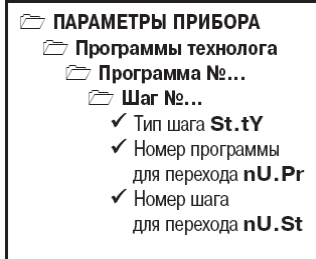 ПАРАМЕТРЫ ПРИБОРА
Программы технолога
Программа №...
Шаг №...
✓ Тип шага St.tY
✓ Номер программы
для перехода nU.Pr
✓ Номер шага
для перехода nU.St